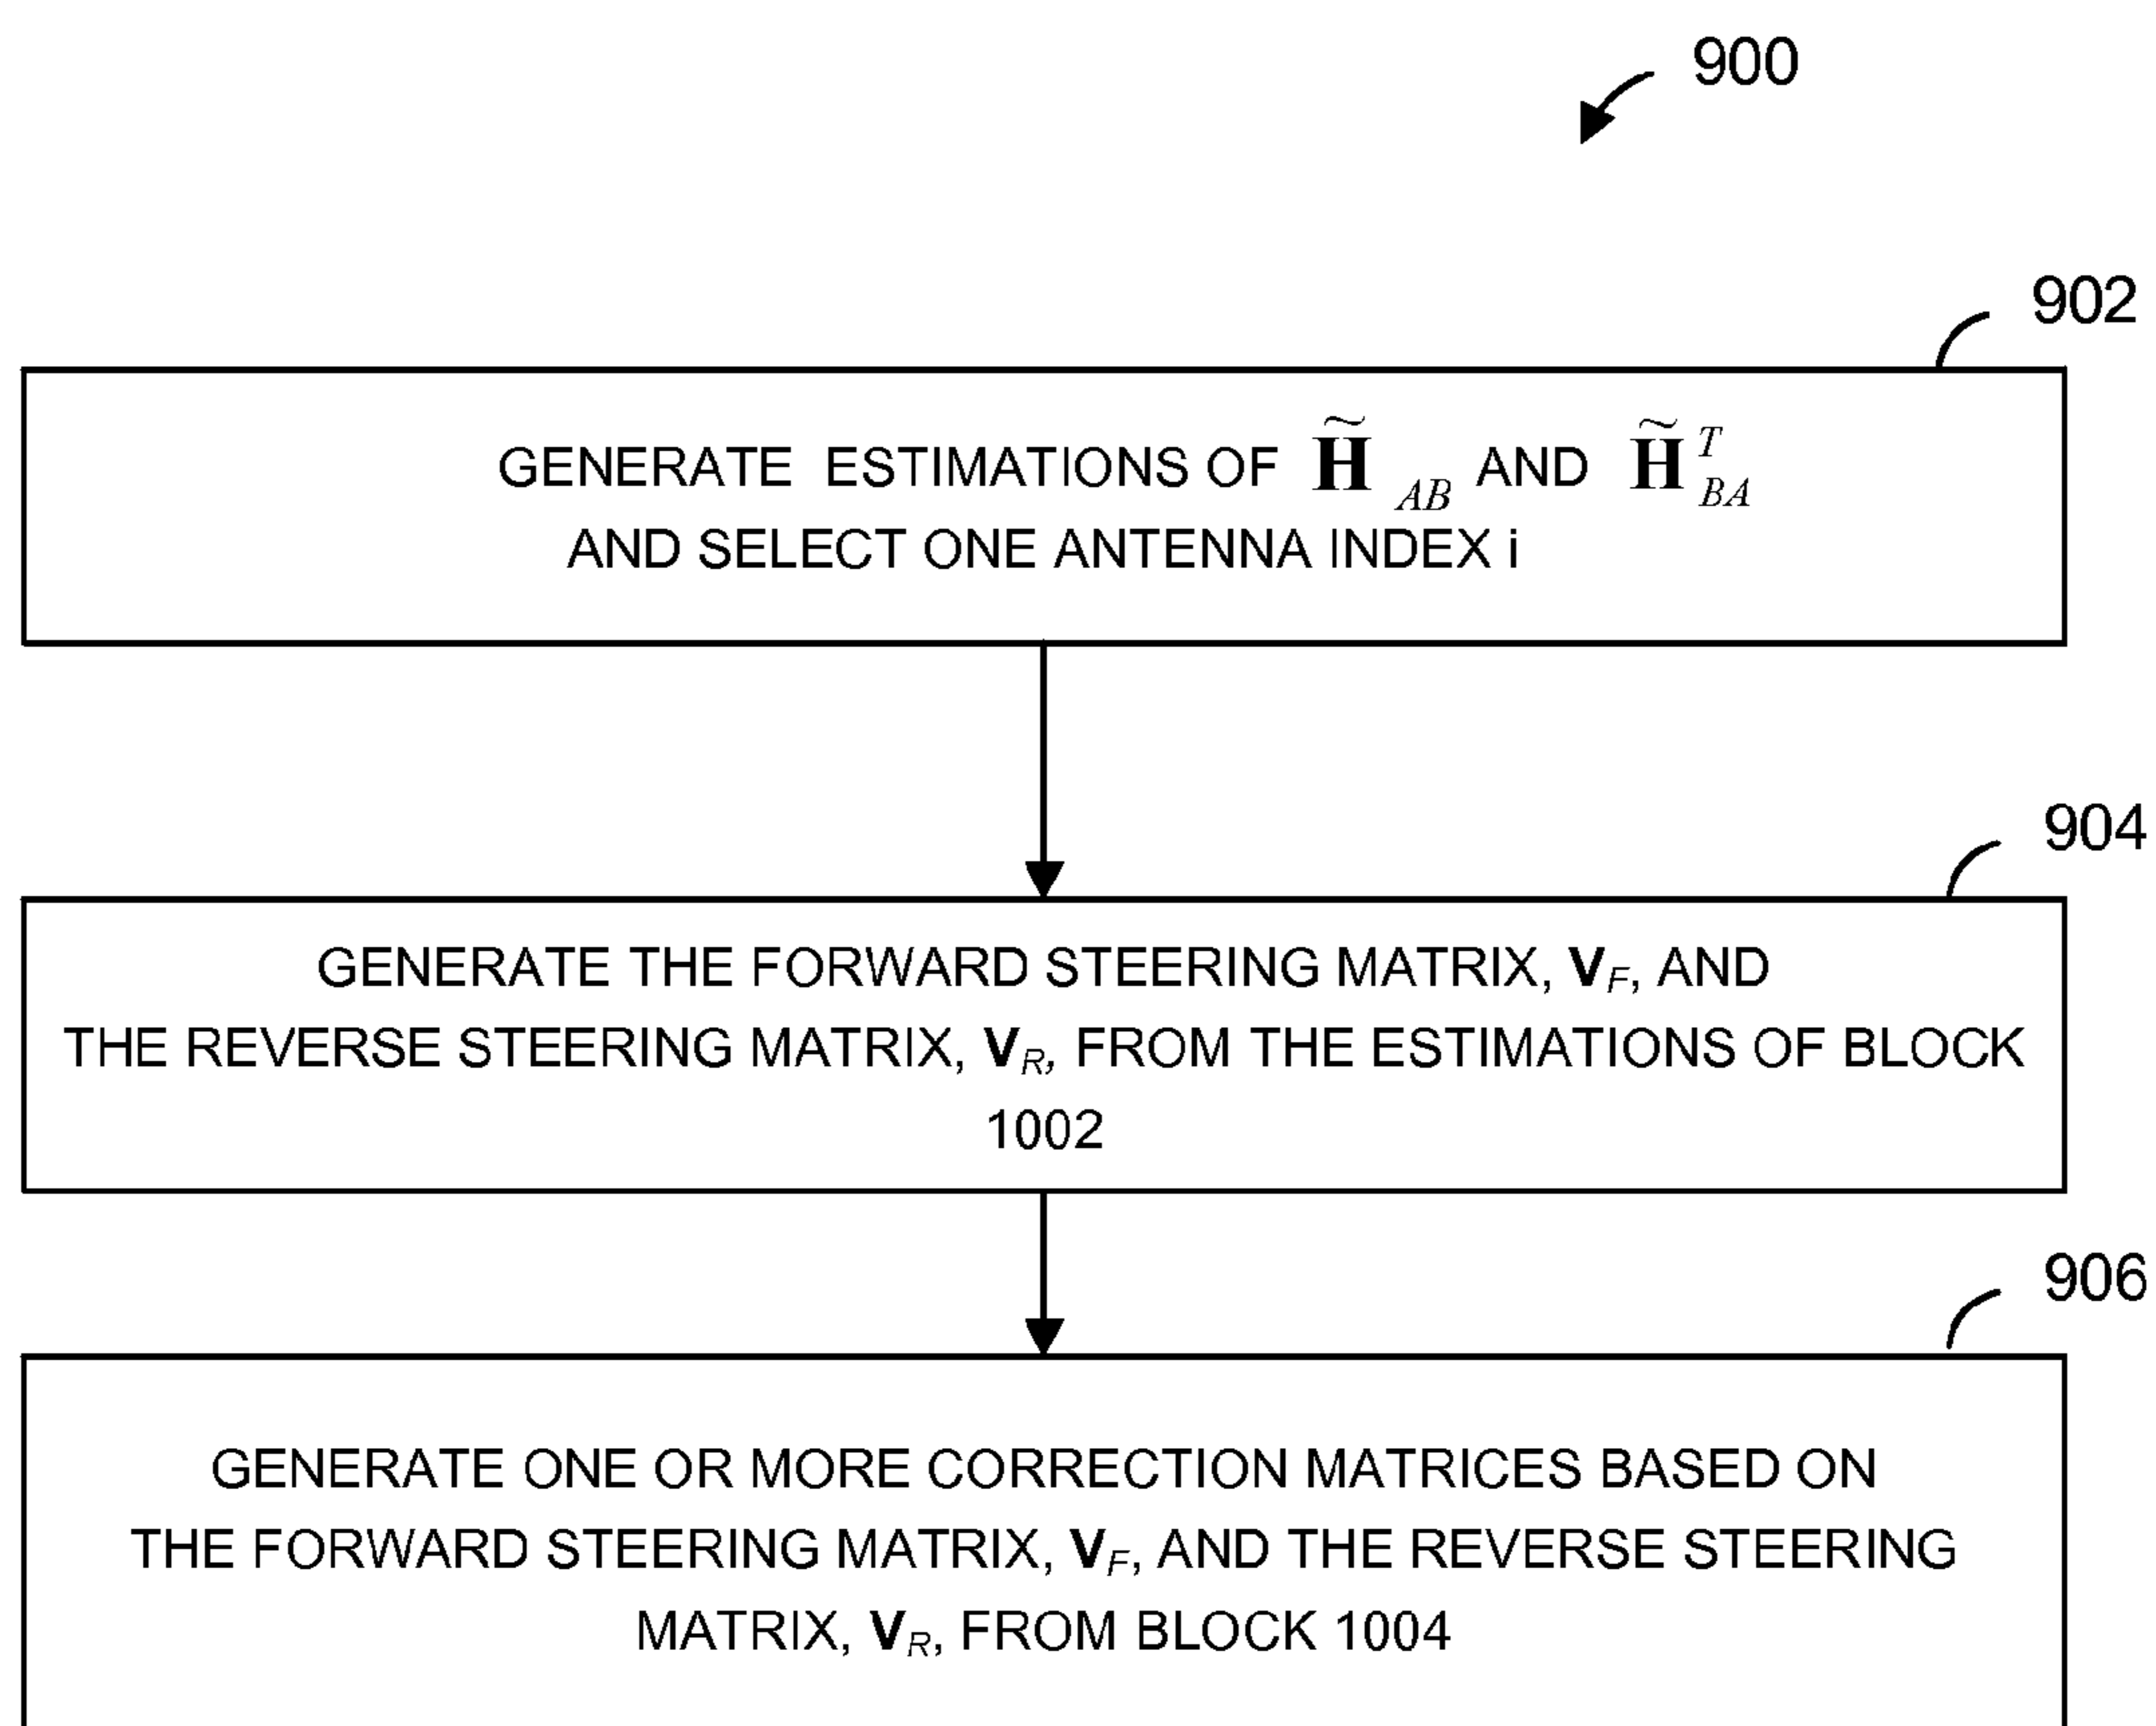 900
902
GENERATE ESTIMATIONS OF H̃ AB AND H̃ T BA
AND SELECT ONE ANTENNA INDEX i
904
GENERATE THE FORWARD STEERING MATRIX, VF, AND
THE REVERSE STEERING MATRIX, VR, FROM THE ESTIMATIONS OF BLOCK
1002
906
GENERATE ONE OR MORE CORRECTION MATRICES BASED ON
THE FORWARD STEERING MATRIX, VF, AND THE REVERSE STEERING
MATRIX, VR, FROM BLOCK 1004